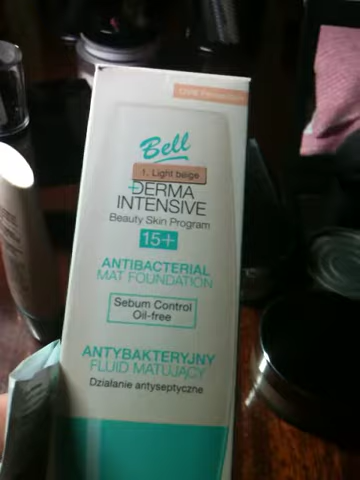 Bell
1. Light beige
DERMA
INTENSIVE
Beauty Skin Program
15+
ANTIBACTERIAL
MAT FOUNDATION
Sebum Control
Oil-free
ANTYBAKTERYJNY
FLUID MATUJĄCY
Działanie antyseptyczne